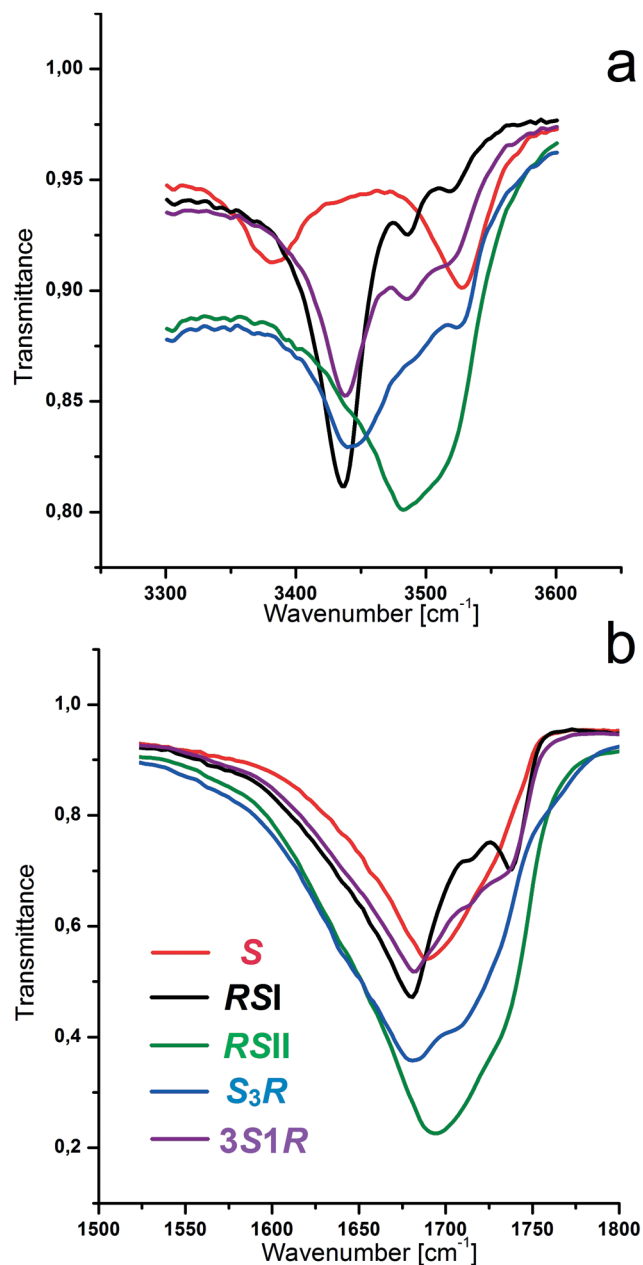 a
1,00
0,95
0,90
0,85
0,80
Transmittance
3300 3400 3500 3600
Wavenumber [cm⁻¹]
b
1,0
0,8
0,6
0,4
0,2
Transmittance
S
RSI
RSII
S₃R
3S1R
1500 1550 1600 1650 1700 1750 1800
Wavenumber [cm⁻¹]